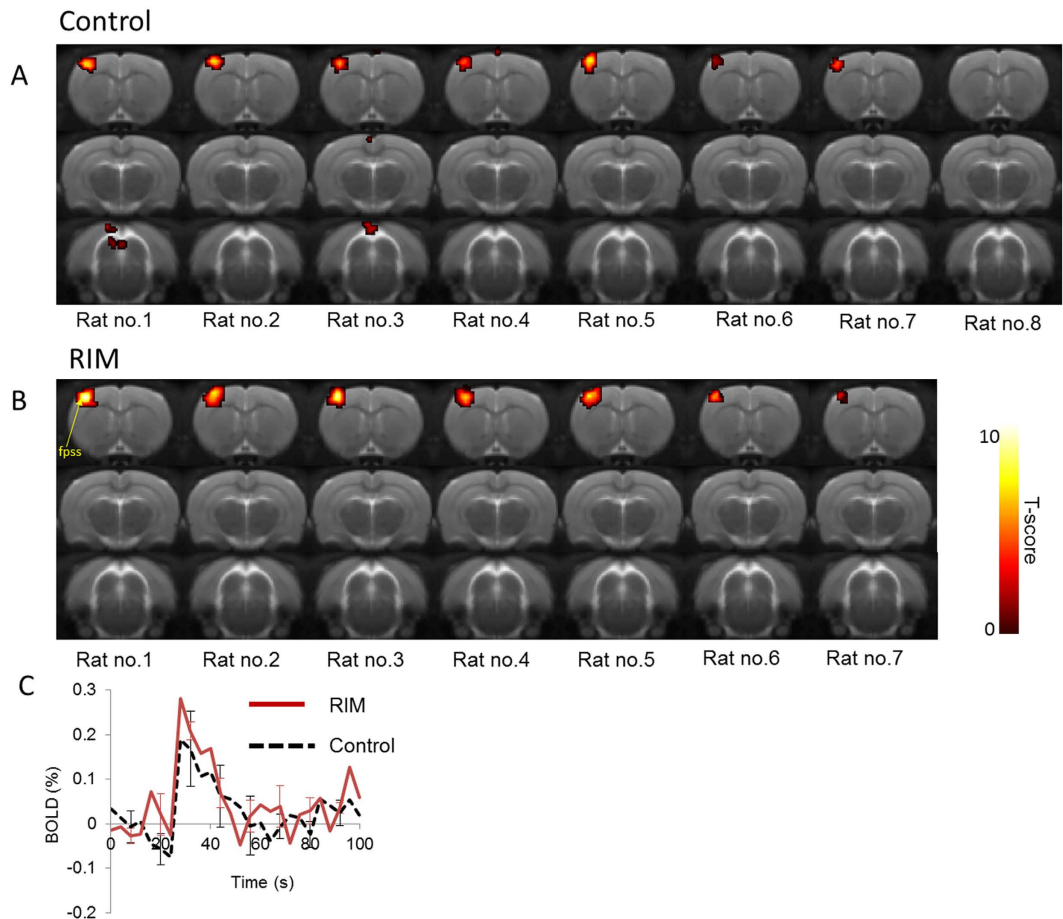 Control
A
Rat no.1 Rat no.2 Rat no.3 Rat no.4 Rat no.5 Rat no.6 Rat no.7 Rat no.8
RIM
B
fpss
10
T-score
0
Rat no.1 Rat no.2 Rat no.3 Rat no.4 Rat no.5 Rat no.6 Rat no.7
C
0.3
0.2
0.1
0
-0.1
-0.2
BOLD (%)
RIM
Control
0 20 40 60 80 100
Time (s)